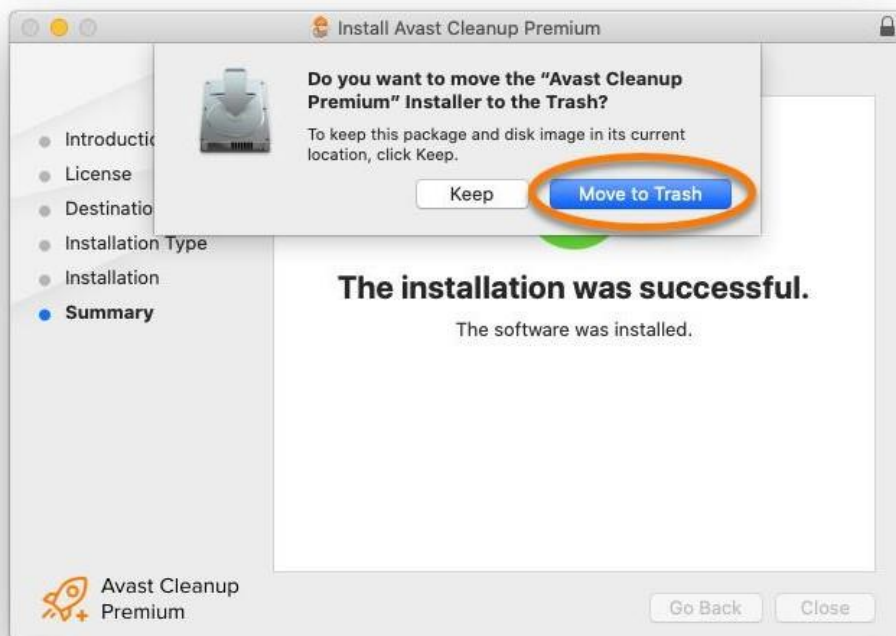 Install Avast Cleanup Premium
Do you want to move the “Avast Cleanup
Premium” Installer to the Trash?
To keep this package and disk image in its current
location, click Keep.
Keep
Move to Trash
Introductio
License
Destinatio
Installation Type
Installation
Summary
The installation was successful.
The software was installed.
Avast Cleanup
Premium
Go Back
Close